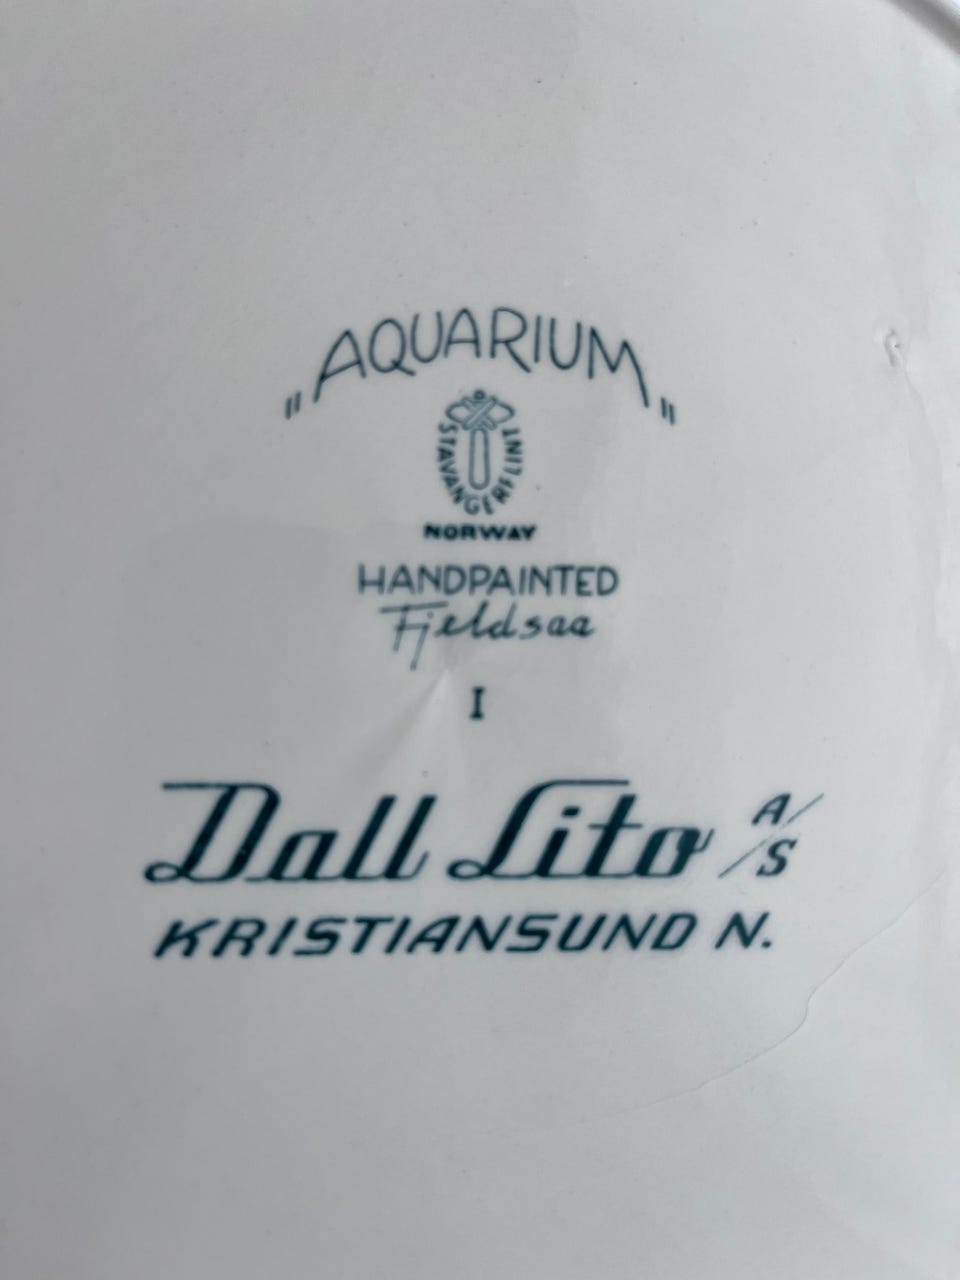 "AQUARIUM"
STAVANGERFLINT
NORWAY
HANDPAINTED
Fjeldsaa
I
Dall Lito A/S
KRISTIANSUND N.